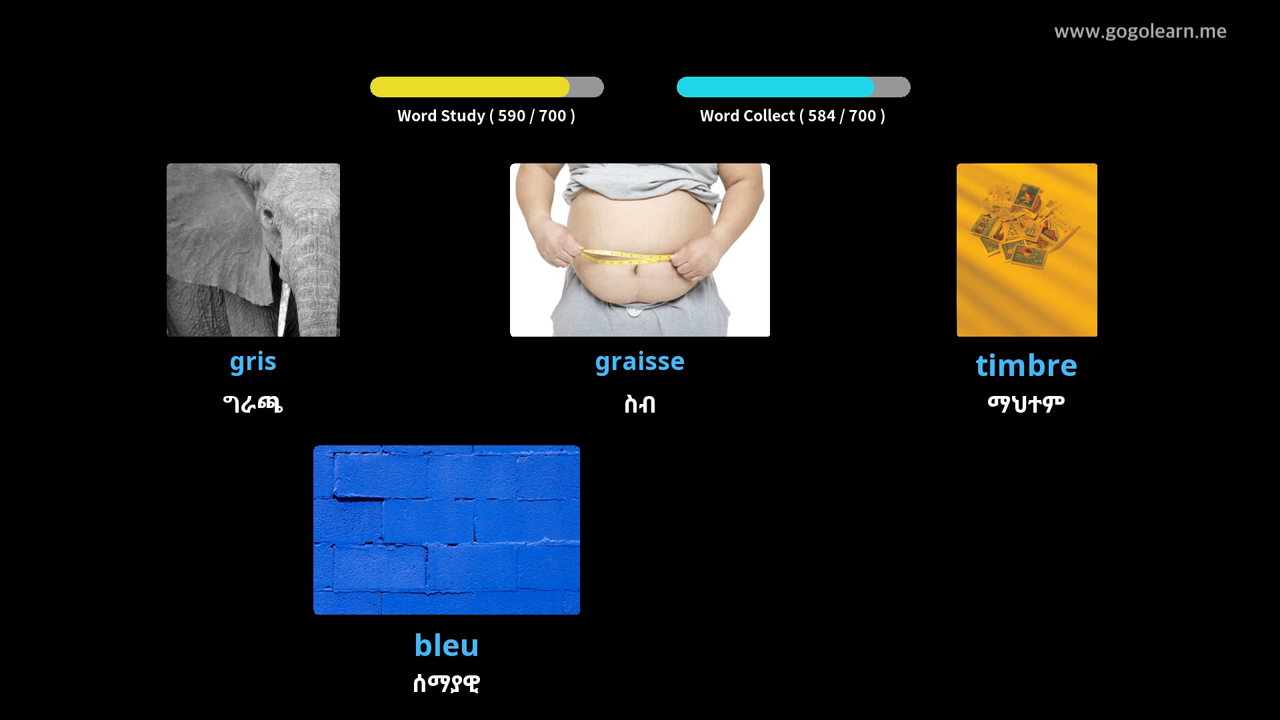 www.gogolearn.me
Word Study ( 590 / 700 )
Word Collect ( 584 / 700 )
gris
graisse
timbre
ግራጫ
ስብ
ማህተም
bleu
ሰማያዊ